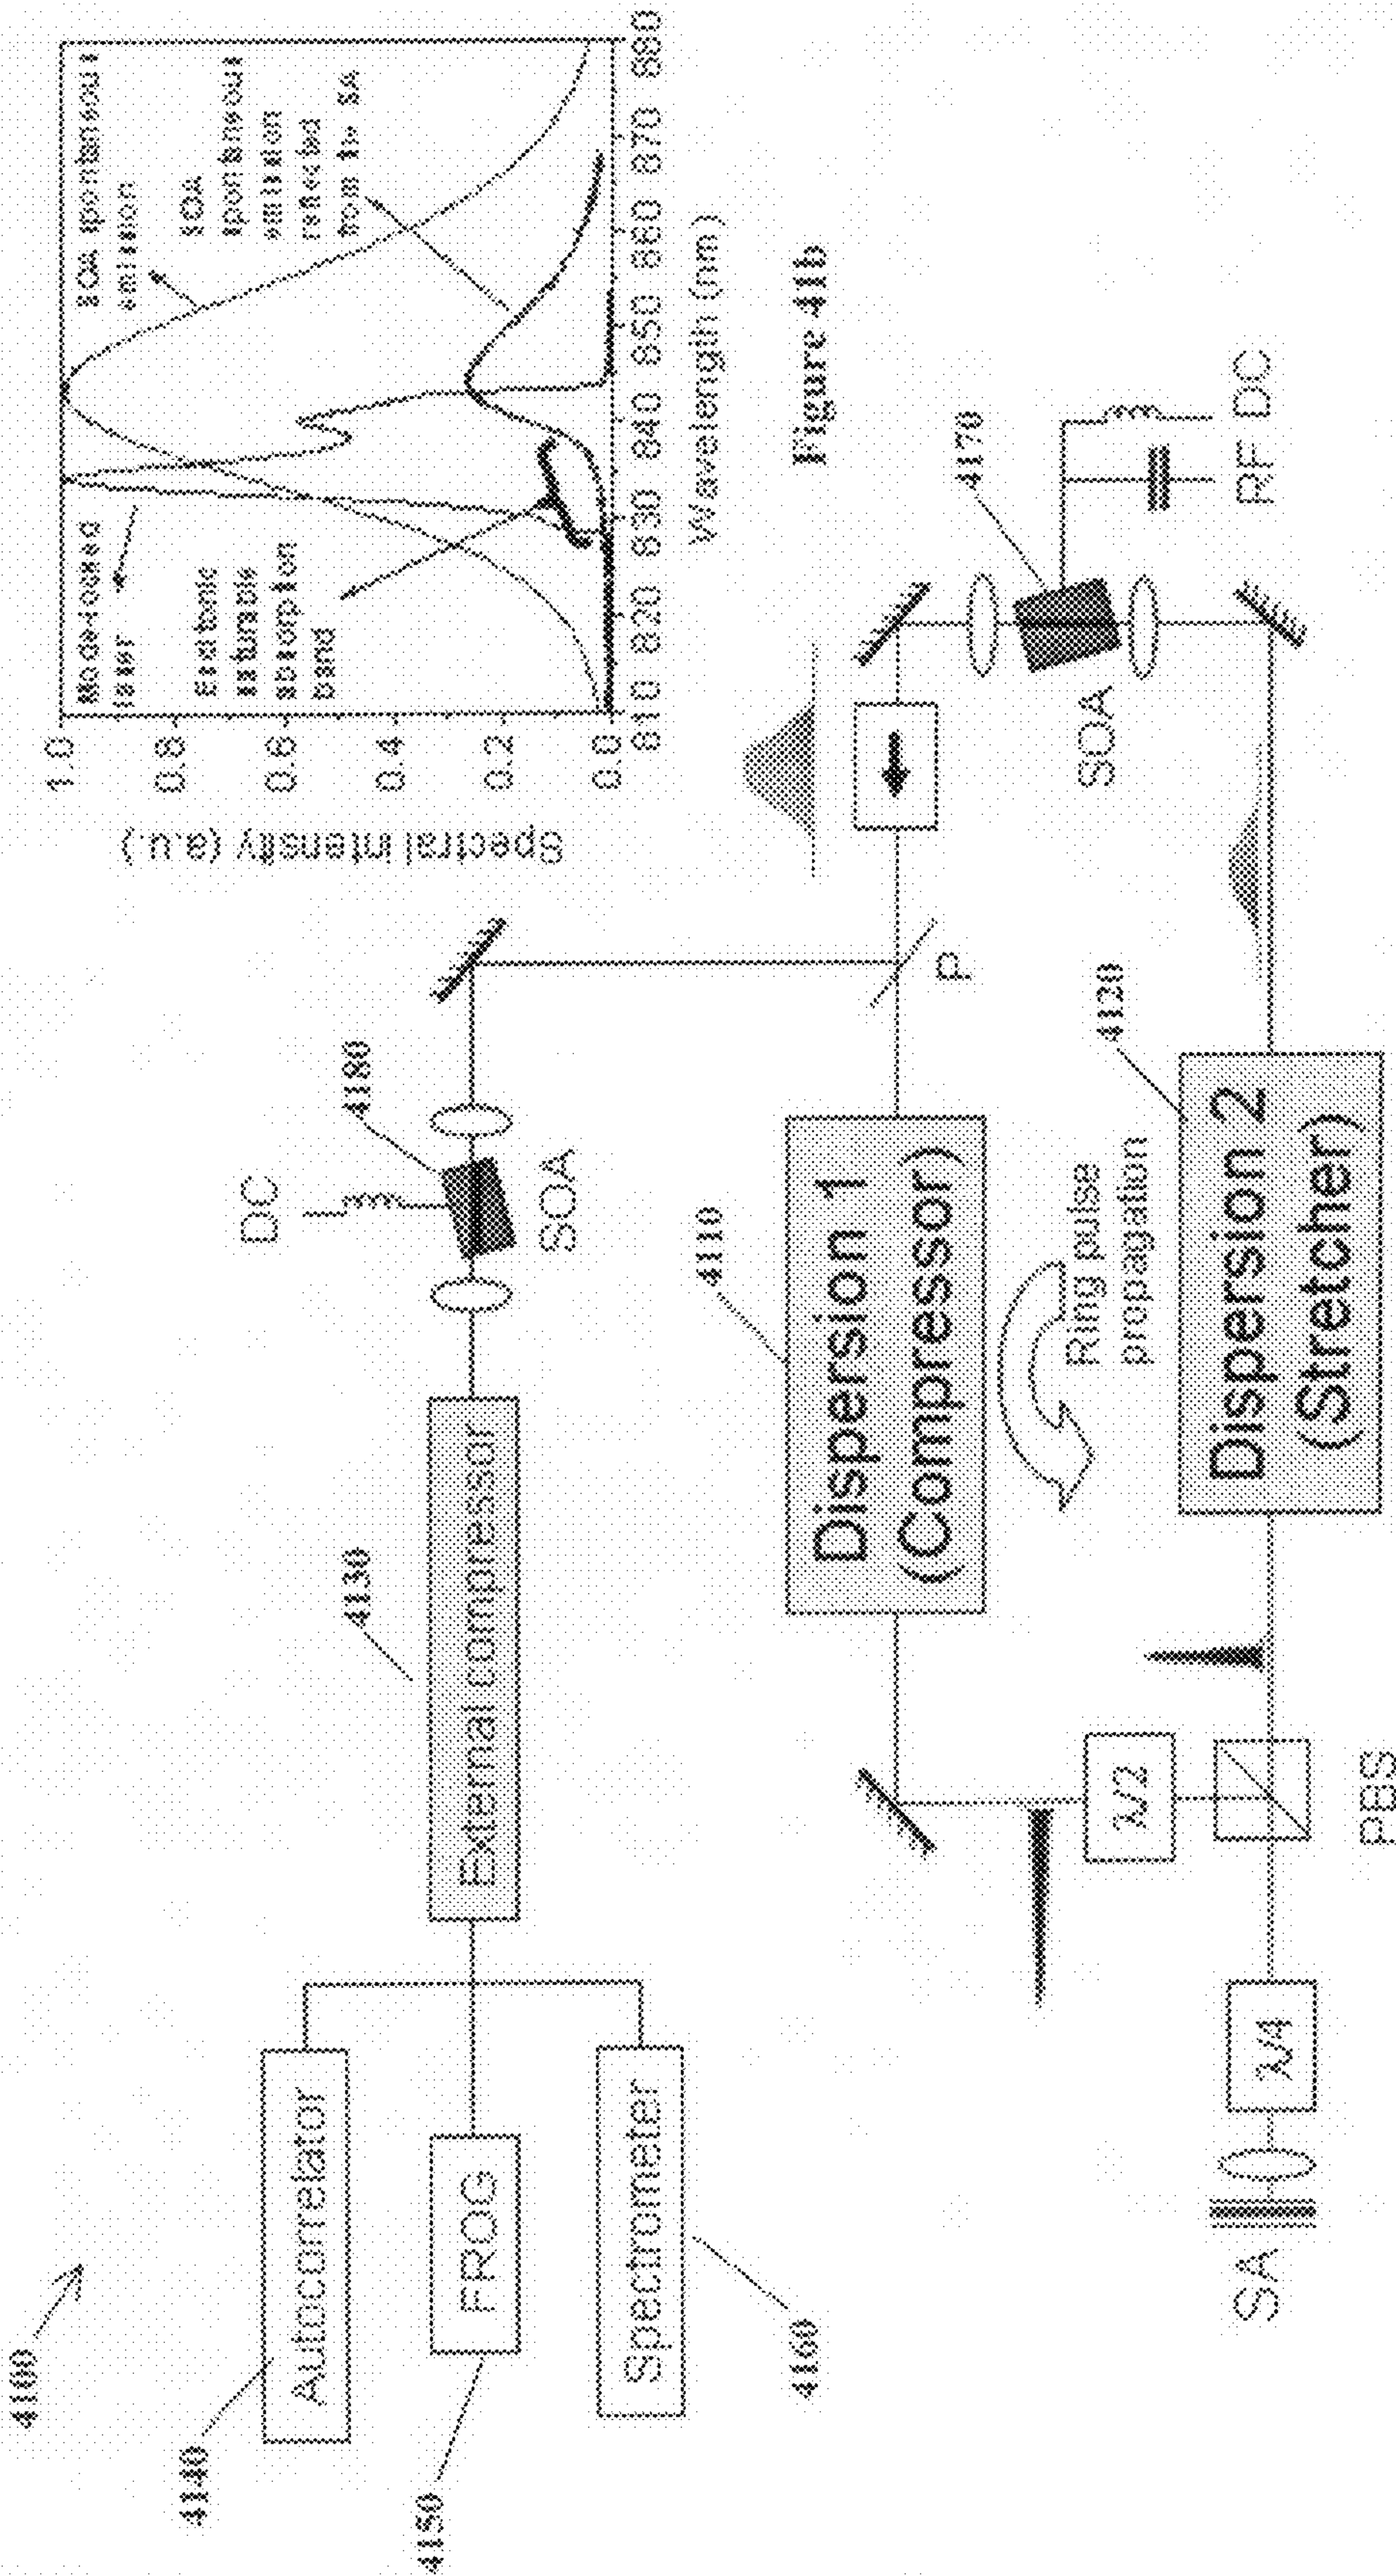 4100
4140
Autocorrelator
4150
FROG
Spectrometer
4160
4130
External compressor
DC
4180
SOA
4110
Dispersion 1
(Compressor)
Ring pulse
propagation
P
4120
Dispersion 2
(Stretcher)
λ/2
PBS
λ/4
SA
SOA
4170
RF DC
Spectral intensity (a.u.)
1.0
0.8
0.6
0.4
0.2
0.0
810 820 830 840 850 860 870 880
Wavelength (nm)
Mode-locked
laser
Excitonic
saturable
absorption
band
SOA spontaneous
emission
SOA
spontaneous
emission
reflected
from the SA
Figure 41b